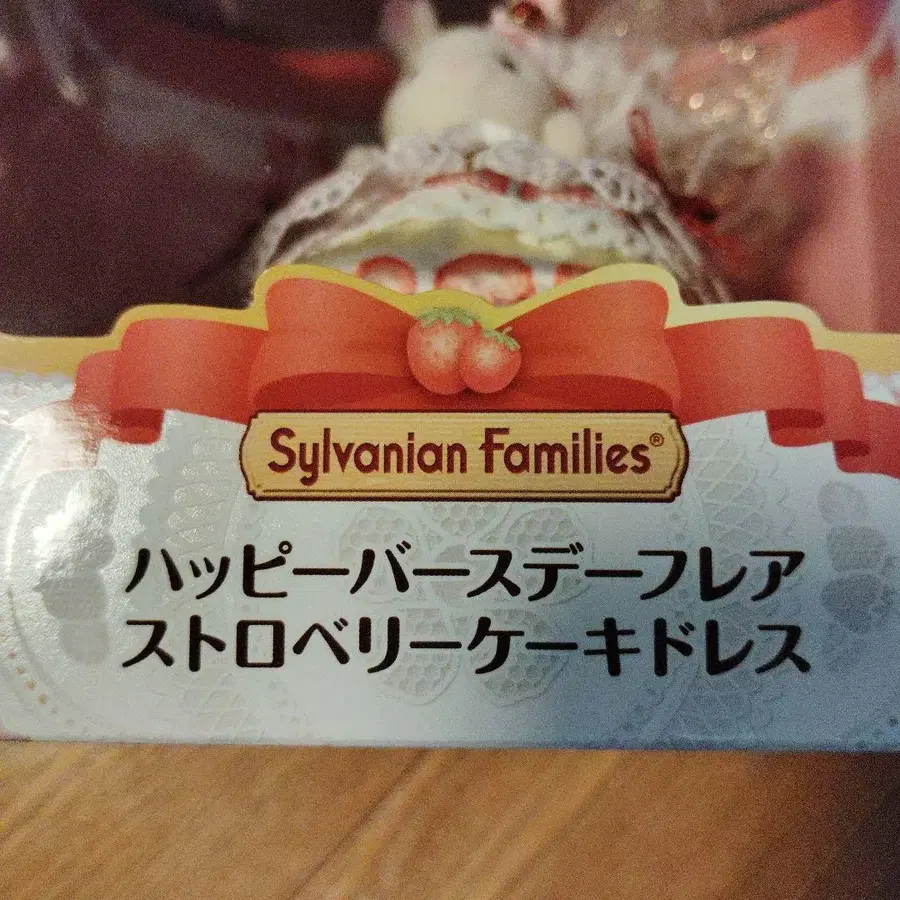 Sylvanian Families®
ハッピーバースデーフレア
ストロベリーケーキドレス